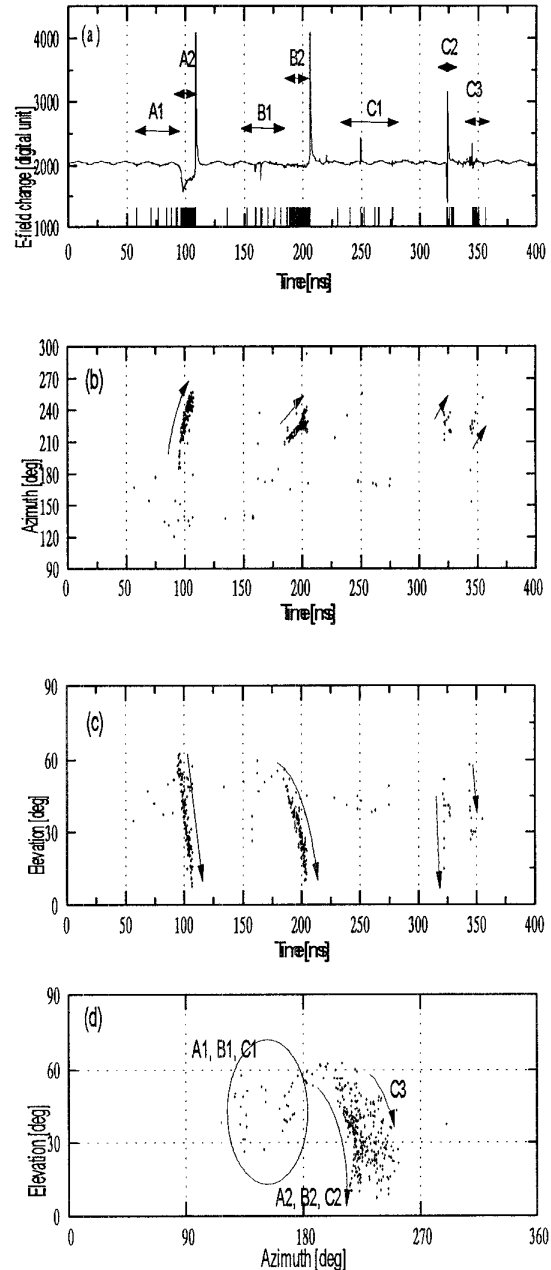 (a)
E-field change [digital unit]
4000
3000
2000
1000
A1
A2
B1
B2
C1
C2
C3
0 50 100 150 200 250 300 350 400
Time [ms]
(b)
Azimuth [deg]
300
270
240
210
180
150
120
90
0 50 100 150 200 250 300 350 400
Time [ms]
(c)
Elevation [deg]
90
60
30
0
0 50 100 150 200 250 300 350 400
Time [ms]
(d)
Elevation [deg]
90
60
30
0
A1, B1, C1
C3
A2, B2, C2
0 90 180 270 360
Azimuth [deg]